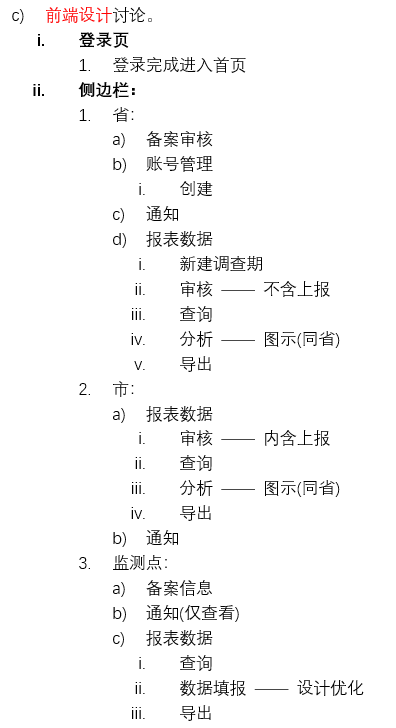 c) 前端设计讨论。
i. 登录页
1. 登录完成进入首页
ii. 侧边栏：
1. 省：
a) 备案审核
b) 账号管理
i. 创建
c) 通知
d) 报表数据
i. 新建调查期
ii. 审核 —— 不含上报
iii. 查询
iv. 分析 —— 图示(同省)
v. 导出
2. 市：
a) 报表数据
i. 审核 —— 内含上报
ii. 查询
iii. 分析 —— 图示(同省)
iv. 导出
b) 通知
3. 监测点：
a) 备案信息
b) 通知(仅查看)
c) 报表数据
i. 查询
ii. 数据填报 —— 设计优化
iii. 导出